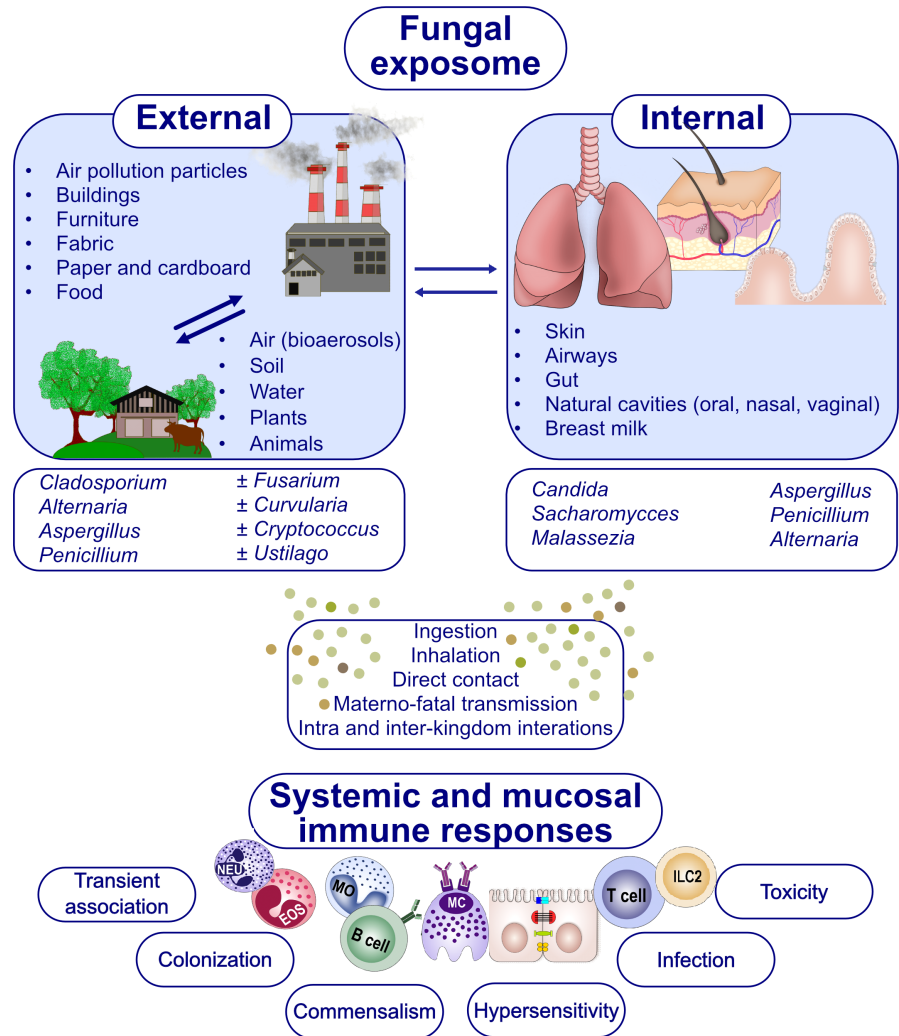 Fungal
exposome
External
• Air pollution particles
• Buildings
• Furniture
• Fabric
• Paper and cardboard
• Food
• Air (bioaerosols)
• Soil
• Water
• Plants
• Animals
Cladosporium
Alternaria
Aspergillus
Penicillium
± Fusarium
± Curvularia
± Cryptococcus
± Ustilago
Internal
• Skin
• Airways
• Gut
• Natural cavities (oral, nasal, vaginal)
• Breast milk
Candida
Sacharomycces
Malassezia
Aspergillus
Penicillium
Alternaria
Ingestion
Inhalation
Direct contact
Materno-fatal transmission
Intra and inter-kingdom interations
Systemic and mucosal
immune responses
NEU
EOS
MO
B cell
MC
T cell
ILC2
Transient
association
Colonization
Commensalism
Hypersensitivity
Infection
Toxicity